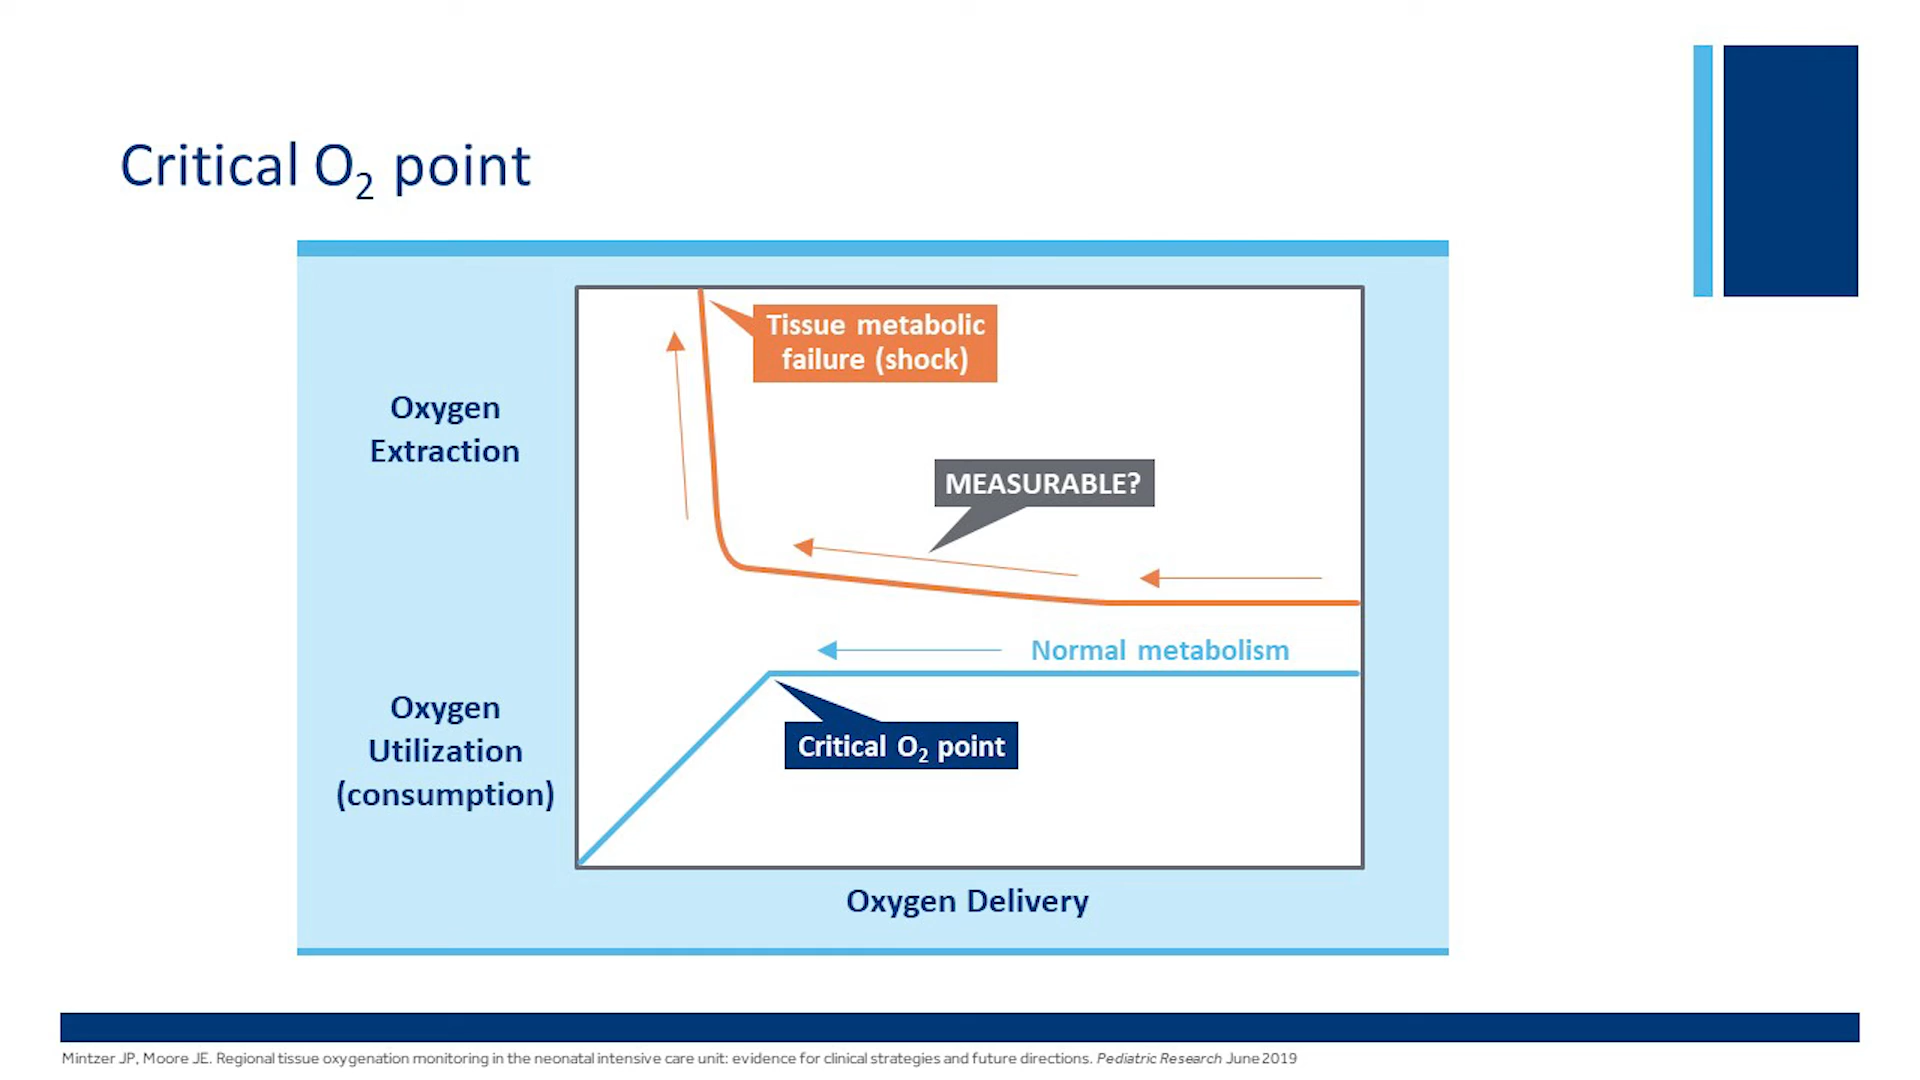 Critical O₂ point
Tissue metabolic
failure (shock)
Oxygen
Extraction
MEASURABLE?
Normal metabolism
Oxygen
Utilization
(consumption)
Critical O₂ point
Oxygen Delivery
Mintzer JP, Moore JE. Regional tissue oxygenation monitoring in the neonatal intensive care unit: evidence for clinical strategies and future directions. Pediatric Research June 2019